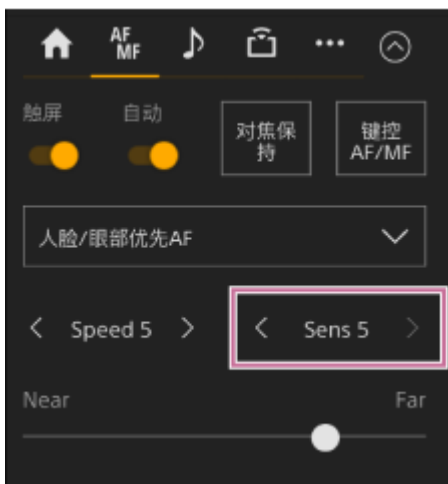 AF
MF
触屏
自动
对焦保
持
键控
AF/MF
人脸/眼部优先AF
Speed 5
Sens 5
Near
Far